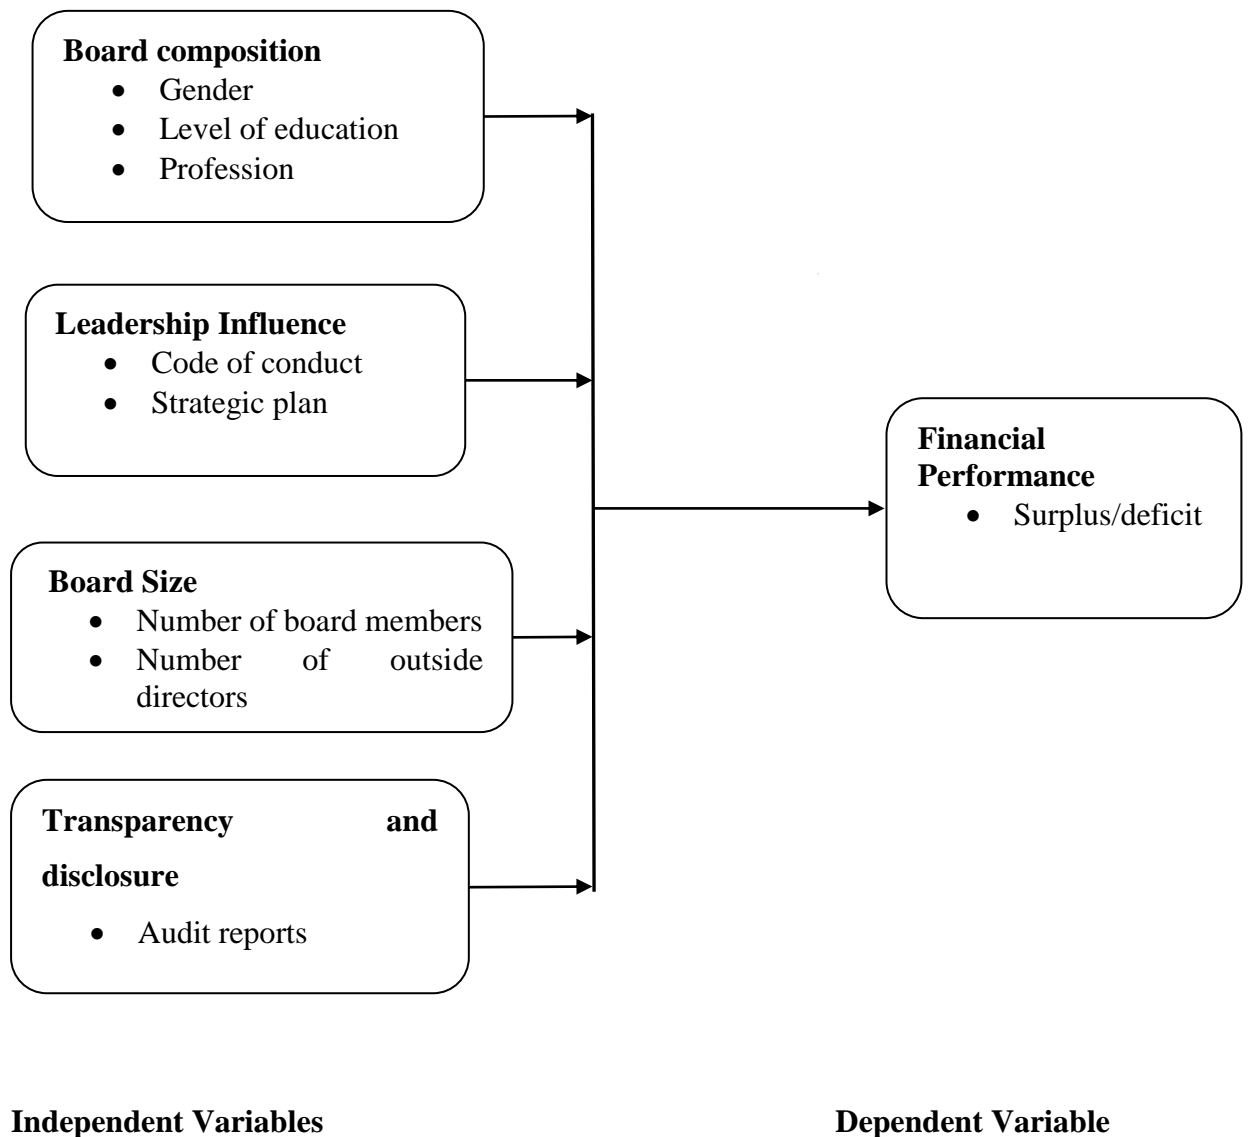 Board composition
• Gender
• Level of education
• Profession
Leadership Influence
• Code of conduct
• Strategic plan
Financial
Performance
• Surplus/deficit
Board Size
• Number of board members
• Number of outside
directors
Transparency and
disclosure
• Audit reports
Independent Variables
Dependent Variable